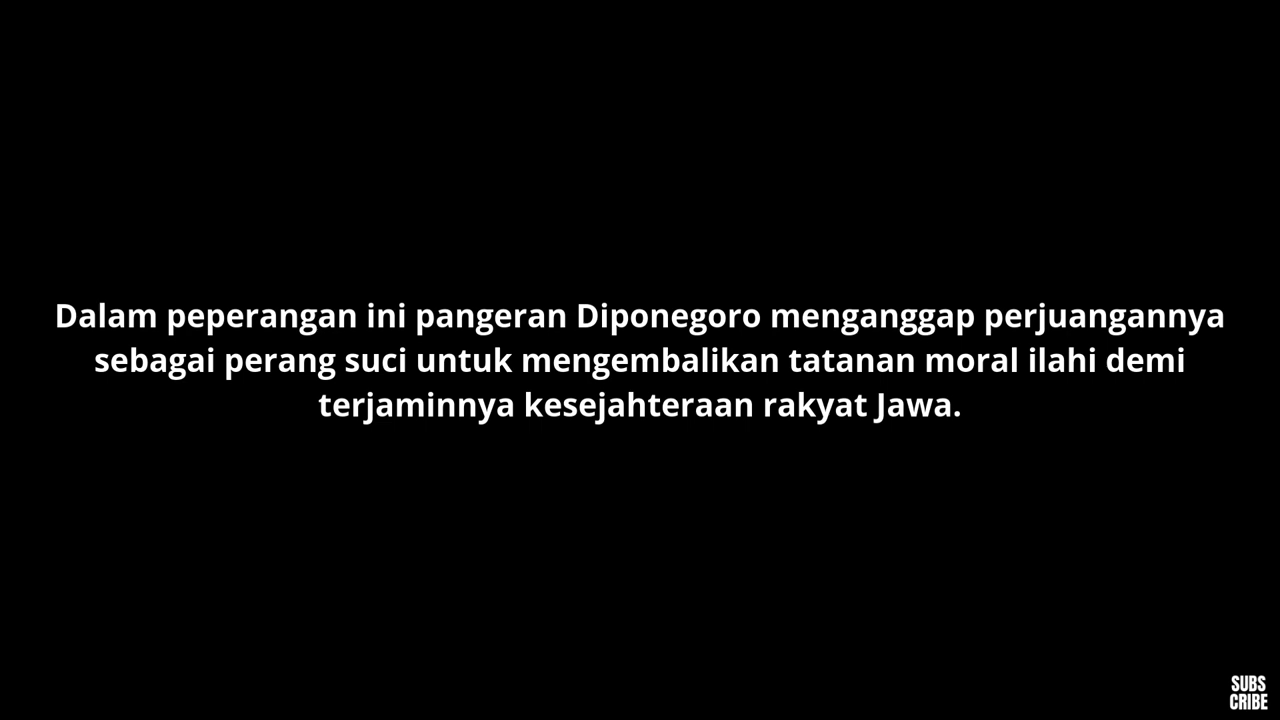 Dalam peperangan ini pangeran Diponegoro menganggap perjuangannya
sebagai perang suci untuk mengembalikan tatanan moral ilahi demi
terjaminnya kesejahteraan rakyat Jawa.
SUBS
CRIBE